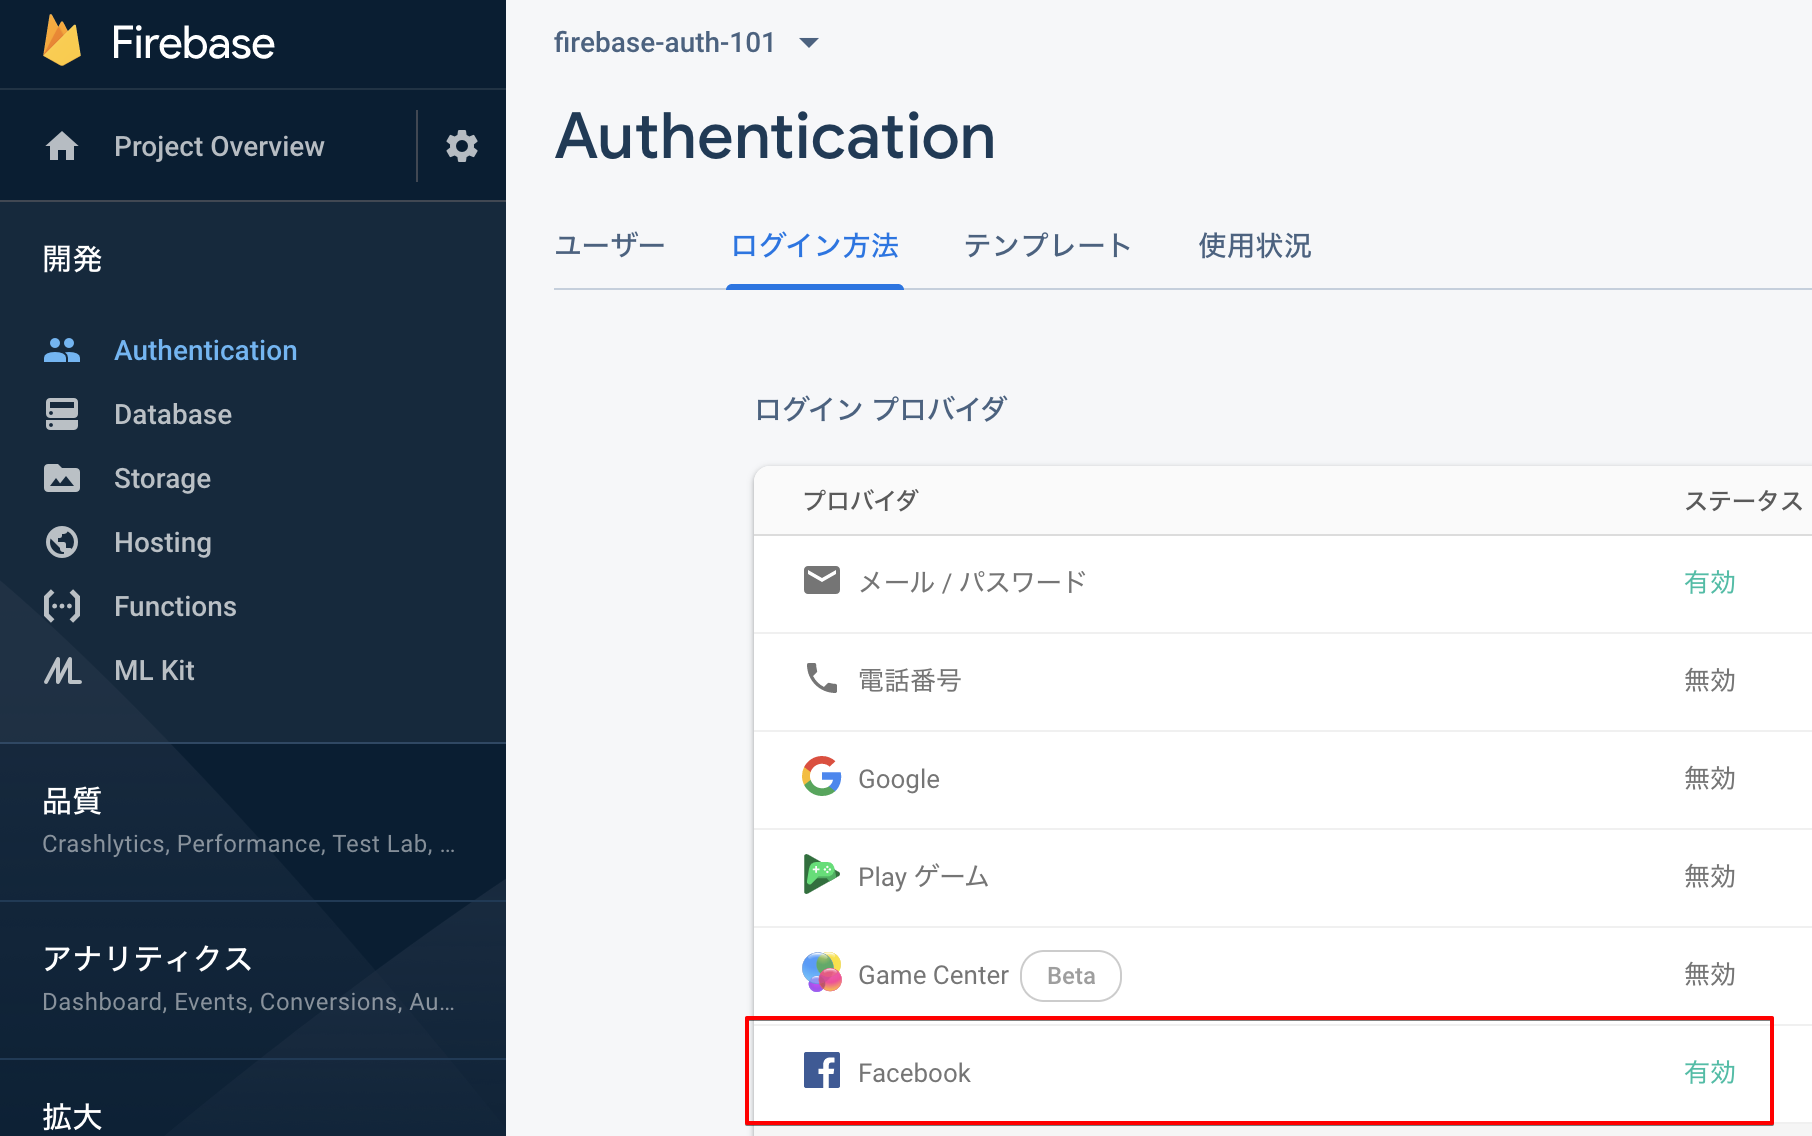 Firebase
Project Overview
開発
Authentication
Database
Storage
Hosting
Functions
ML Kit
品質
Crashlytics, Performance, Test Lab, ...
アナリティクス
Dashboard, Events, Conversions, Au...
拡大
firebase-auth-101
Authentication
ユーザー ログイン方法 テンプレート 使用状況
ログイン プロバイダ
プロバイダ ステータス
メール / パスワード 有効
電話番号 無効
Google 無効
Play ゲーム 無効
Game Center Beta 無効
Facebook 有効